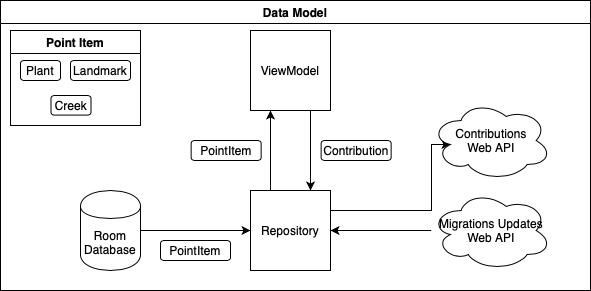 Data Model
Point Item
Plant
Landmark
Creek
ViewModel
PointItem
Contribution
Contributions
Web API
Room
Database
PointItem
Repository
Migrations Updates
Web API